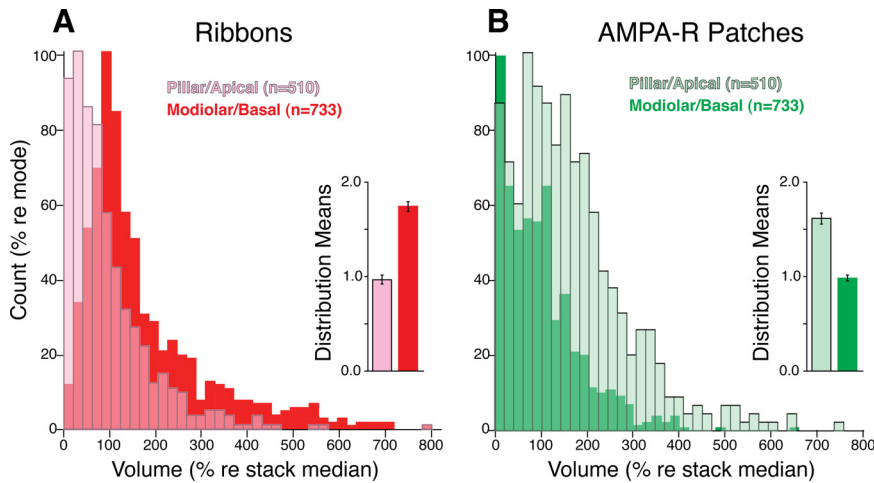 A
Ribbons
Pillar/Apical (n=510)
Modiolar/Basal (n=733)
Count (% re mode)
100
80
60
40
20
0
0 100 200 300 400 500 600 700 800
Volume (% re stack median)
Distribution Means
2.0
1.0
0.0
B
AMPA-R Patches
Pillar/Apical (n=510)
Modiolar/Basal (n=733)
100
80
60
40
20
0
0 100 200 300 400 500 600 700 800
Volume (% re stack median)
Distribution Means
2.0
1.0
0.0